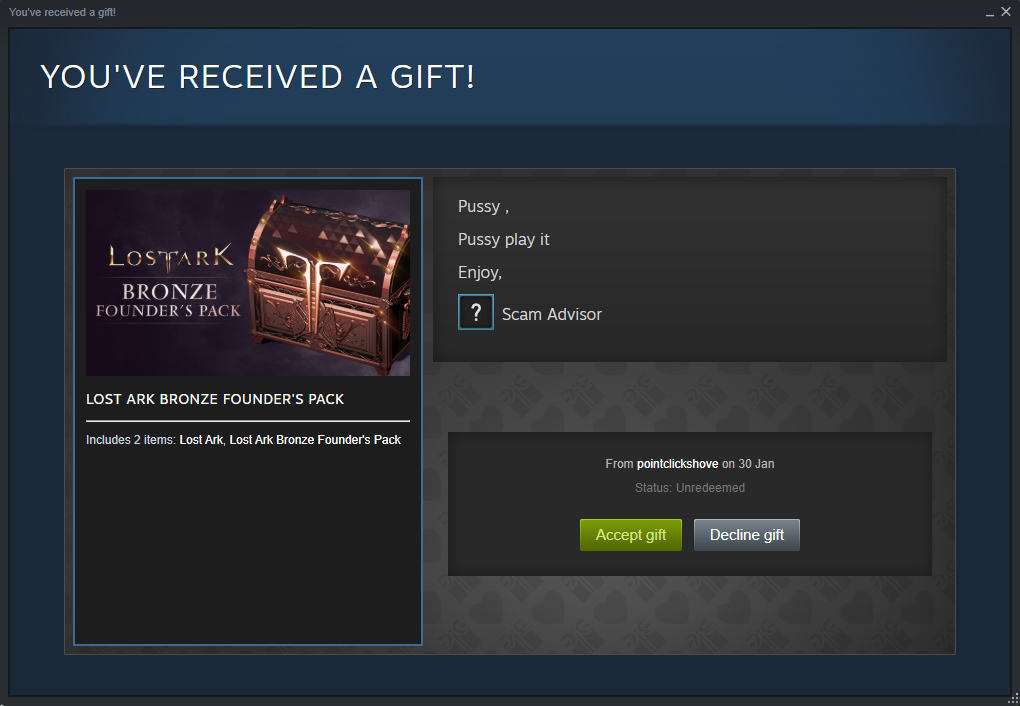 You've received a gift!
YOU'VE RECEIVED A GIFT!
LOST ARK
BRONZE
FOUNDER'S PACK
LOST ARK BRONZE FOUNDER'S PACK
Includes 2 items: Lost Ark, Lost Ark Bronze Founder's Pack
Pussy ,
Pussy play it
Enjoy,
? Scam Advisor
From pointclickshove on 30 Jan
Status: Unredeemed
Accept gift Decline gift